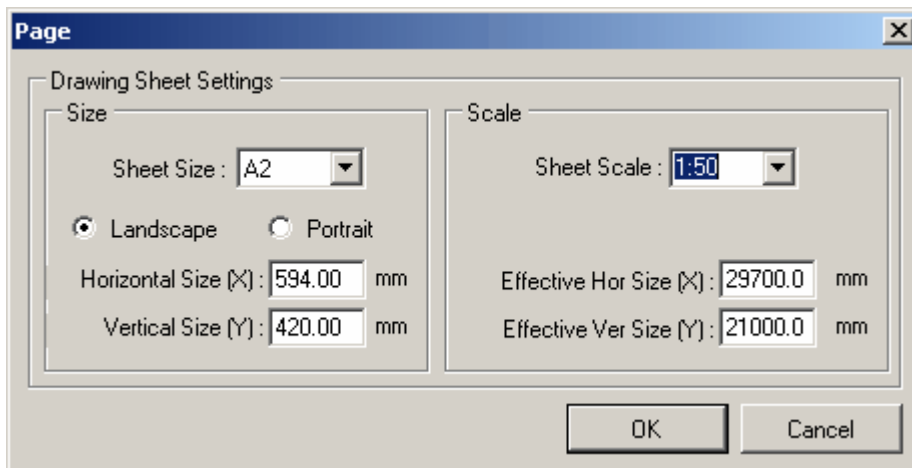 Page
Drawing Sheet Settings
Size
Sheet Size : A2
Landscape Portrait
Horizontal Size (X) : 594.00 mm
Vertical Size (Y) : 420.00 mm
Scale
Sheet Scale : 1:50
Effective Hor Size (X) : 29700.0 mm
Effective Ver Size (Y) : 21000.0 mm
OK Cancel